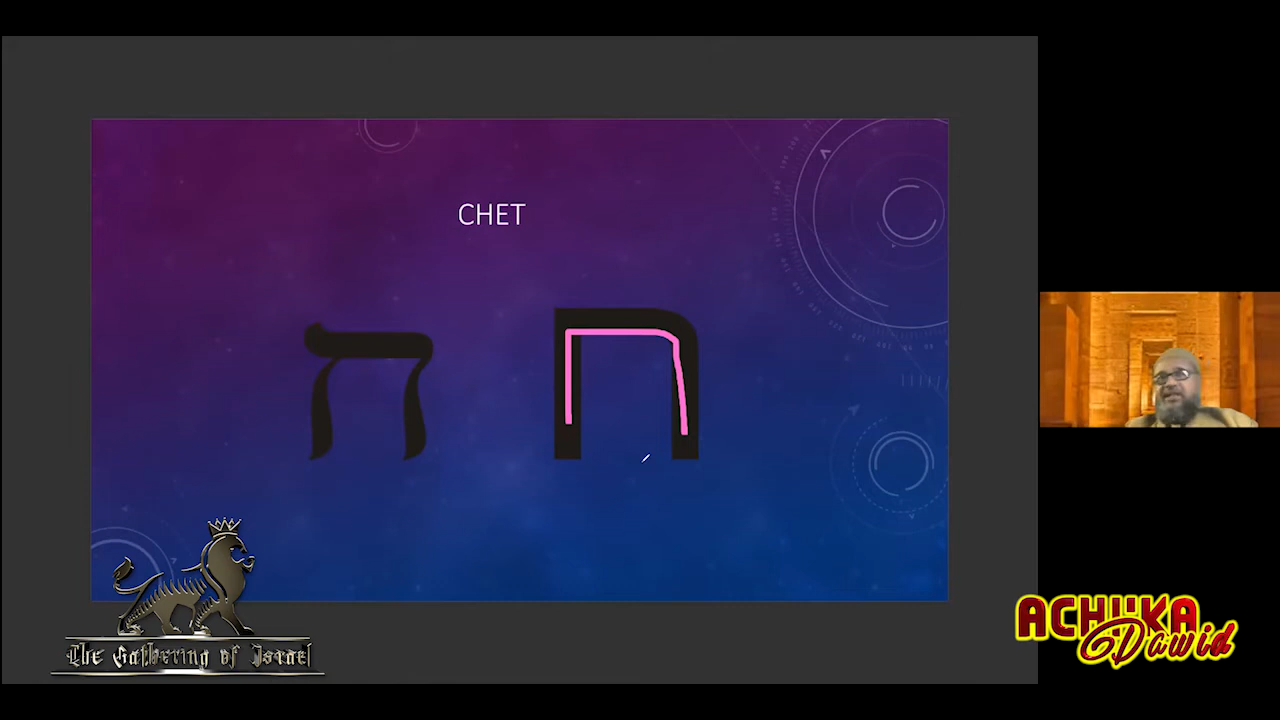 CHET
ח ח
The Gathering of Israel
ACHUKA
Dawid